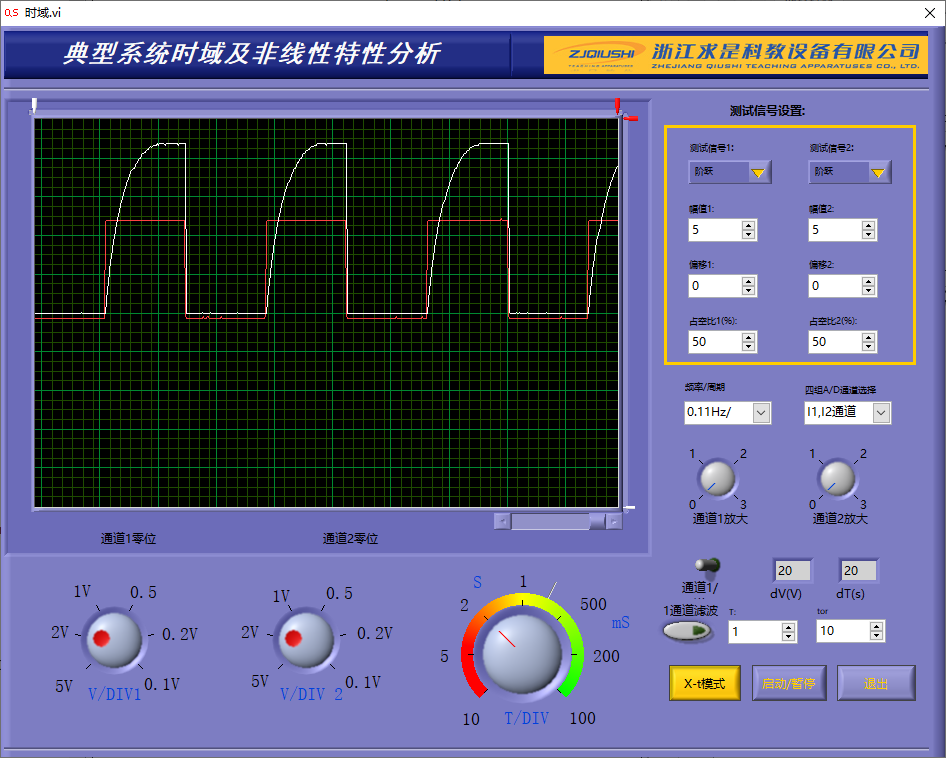 时域.vi
典型系统时域及非线性特性分析
ZJQIUSHI 浙江求是科教设备有限公司
TEACHING APPARATUSES
ZHEJIANG QIUSHI TEACHING APPARATUSES CO., LTD.
测试信号设置:
测试信号1: 测试信号2:
阶跃 阶跃
幅值1: 幅值2:
5 5
偏移1: 偏移2:
0 0
占空比1(%): 占空比2(%):
50 50
频率/周期 四组A/D通道选择
0.11Hz/ I1,I2通道
1 2 1 2
0 3 0 3
通道1放大 通道2放大
通道1零位 通道2零位
1V 0.5
2V 0.2V
5V 0.1V
V/DIV1
1V 0.5
2V 0.2V
5V 0.1V
V/DIV 2
S 1
2 500
mS
5 200
10 T/DIV 100
20 20
通道1/ dV(V) dT(s)
1通道滤波 T: tor
1 10
X-t模式 启动/暂停 退出